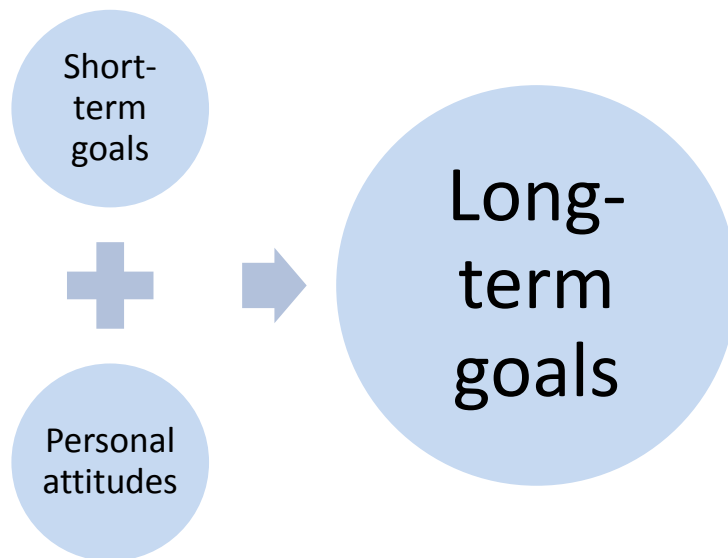 Short-
term
goals
Personal
attitudes
Long-
term
goals